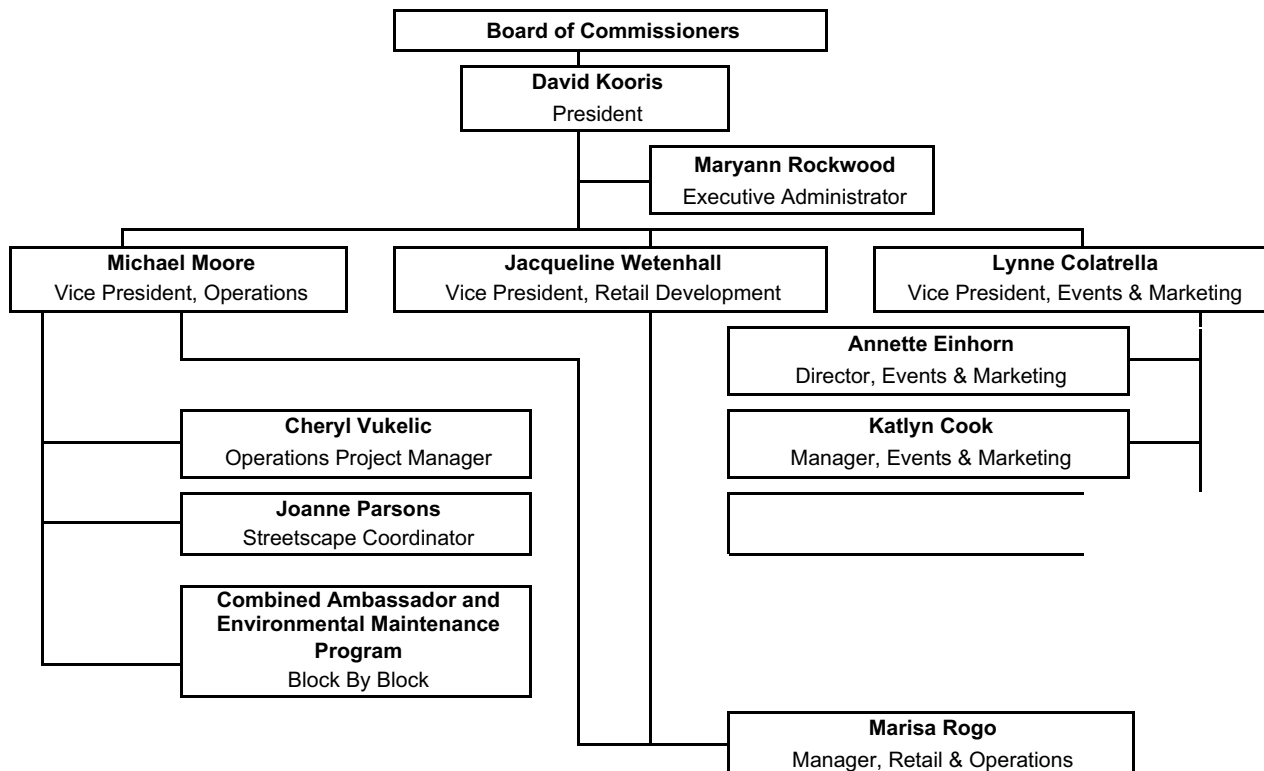 Board of Commissioners
David Kooris
President
Maryann Rockwood
Executive Administrator
Michael Moore
Vice President, Operations
Jacqueline Wetenhall
Vice President, Retail Development
Lynne Colatrella
Vice President, Events & Marketing
Annette Einhorn
Director, Events & Marketing
Cheryl Vukelic
Operations Project Manager
Katlyn Cook
Manager, Events & Marketing
Joanne Parsons
Streetscape Coordinator
Combined Ambassador and
Environmental Maintenance
Program
Block By Block
Marisa Rogo
Manager, Retail & Operations